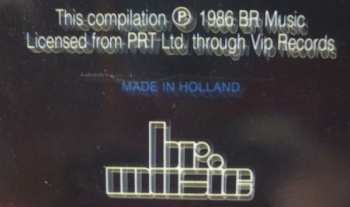 This compilation ℗ 1986 BR Music
Licensed from PRT Ltd. through Vip Records
MADE IN HOLLAND
br
music